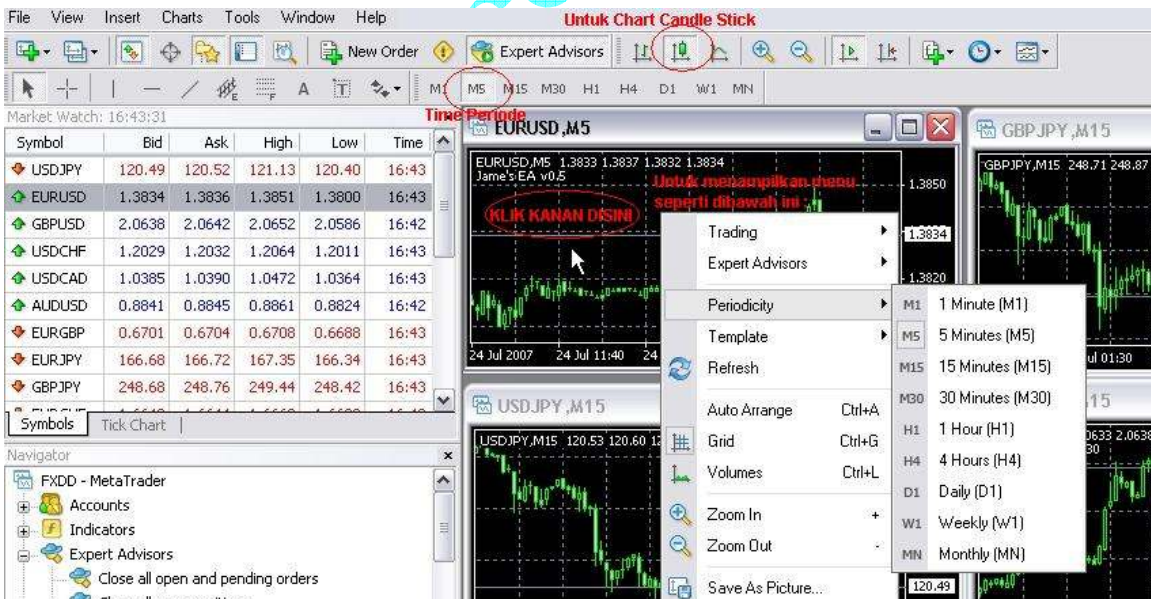 File View Insert Charts Tools Window Help
Untuk Chart Candle Stick
New Order Expert Advisors
M1 M5 M15 M30 H1 H4 D1 W1 MN
Time Periode
Market Watch: 16:43:31
Symbol Bid Ask High Low Time
USDJPY 120.49 120.52 121.13 120.40 16:43
EURUSD 1.3834 1.3836 1.3851 1.3800 16:43
GBPUSD 2.0638 2.0642 2.0652 2.0586 16:42
USDCHF 1.2029 1.2032 1.2064 1.2011 16:43
USDCAD 1.0385 1.0390 1.0472 1.0364 16:43
AUDUSD 0.8841 0.8845 0.8861 0.8824 16:42
EURGBP 0.6701 0.6704 0.6708 0.6688 16:43
EURJPY 166.68 166.72 167.35 166.34 16:43
GBPJPY 248.68 248.76 249.44 248.42 16:43
Symbols Tick Chart
Navigator
FXDD - MetaTrader
Accounts
Indicators
Expert Advisors
Close all open and pending orders
EURUSD,M5
EURUSD,M5 1.3833 1.3837 1.3832 1.3834
Jame's EA v0.5
Untuk menampilkan menu
seperti dibawah ini :
KLIK KANAN DISINI
1.3850
1.3834
1.3820
24 Jul 2007 24 Jul 11:40 24
Trading
Expert Advisors
Periodicity
Template
Refresh
Auto Arrange Ctrl+A
Grid Ctrl+G
Volumes Ctrl+L
Zoom In +
Zoom Out -
Save As Picture...
M1 1 Minute (M1)
M5 5 Minutes (M5)
M15 15 Minutes (M15)
M30 30 Minutes (M30)
H1 1 Hour (H1)
H4 4 Hours (H4)
D1 Daily (D1)
W1 Weekly (W1)
MN Monthly (MN)
GBPJPY,M15
GBPJPY,M15 248.71 248.87
ul 01:30
USDJPY,M15
USDJPY,M15 120.53 120.60 12
120.49
15
0633 2.0638
30